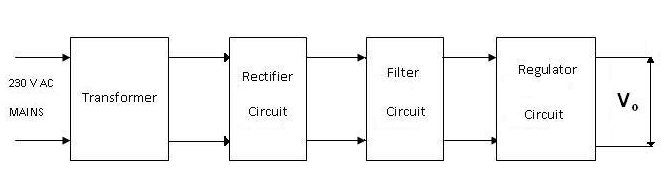 230 V AC
MAINS
Transformer
Rectifier
Circuit
Filter
Circuit
Regulator
Circuit
Vo